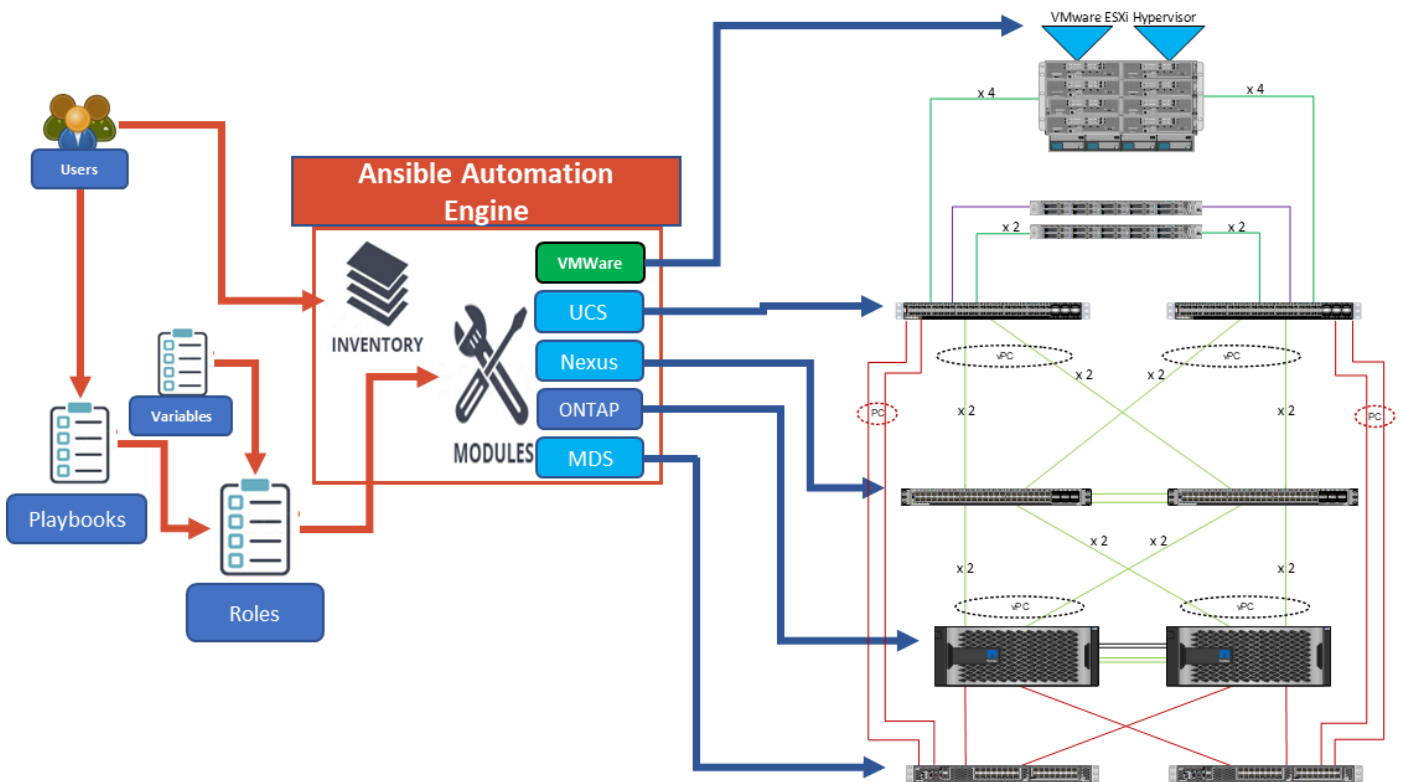 VMware ESXi Hypervisor
x 4
x 4
Users
Ansible Automation
Engine
x 2
x 2
VMWare
UCS
INVENTORY
Nexus
vPC
vPC
x 2
x 2
Variables
ONTAP
x 2
x 2
PC
PC
MODULES
MDS
Playbooks
x 2
x 2
x 2
x 2
Roles
vPC
vPC